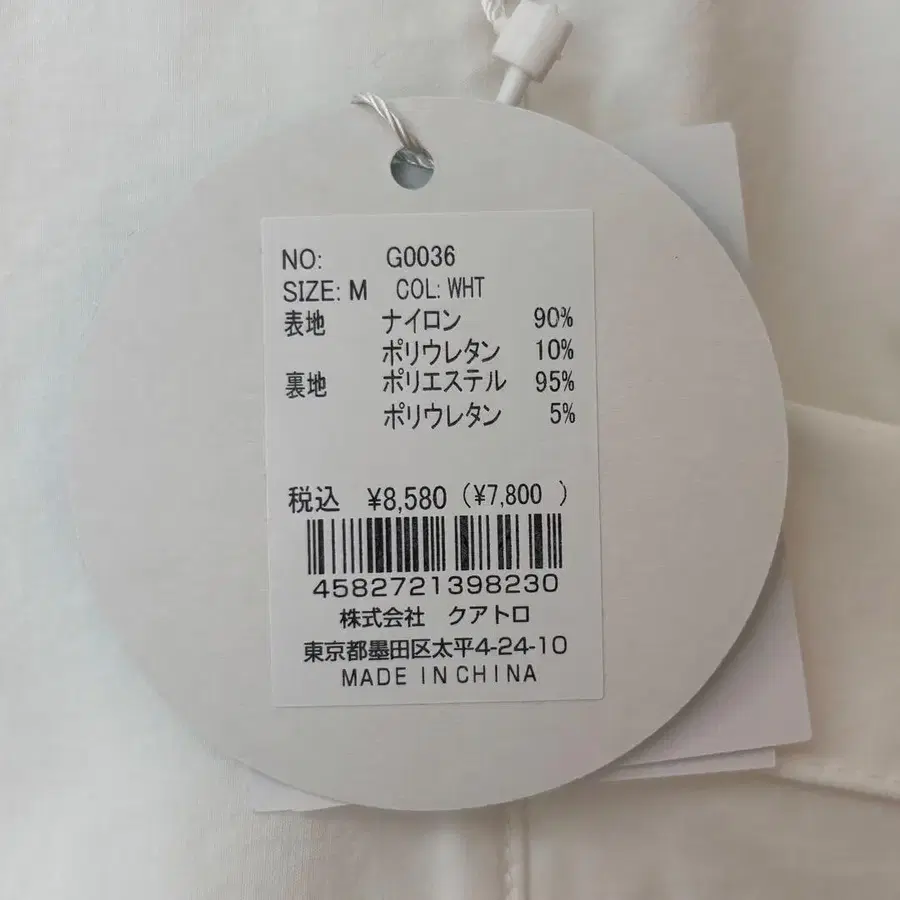 NO: G0036
SIZE: M COL: WHT
表地 ナイロン 90%
ポリウレタン 10%
裏地 ポリエステル 95%
ポリウレタン 5%
税込 ¥8,580 (¥7,800 )
4582721398230
株式会社 クアトロ
東京都墨田区太平4-24-10
MADE IN CHINA